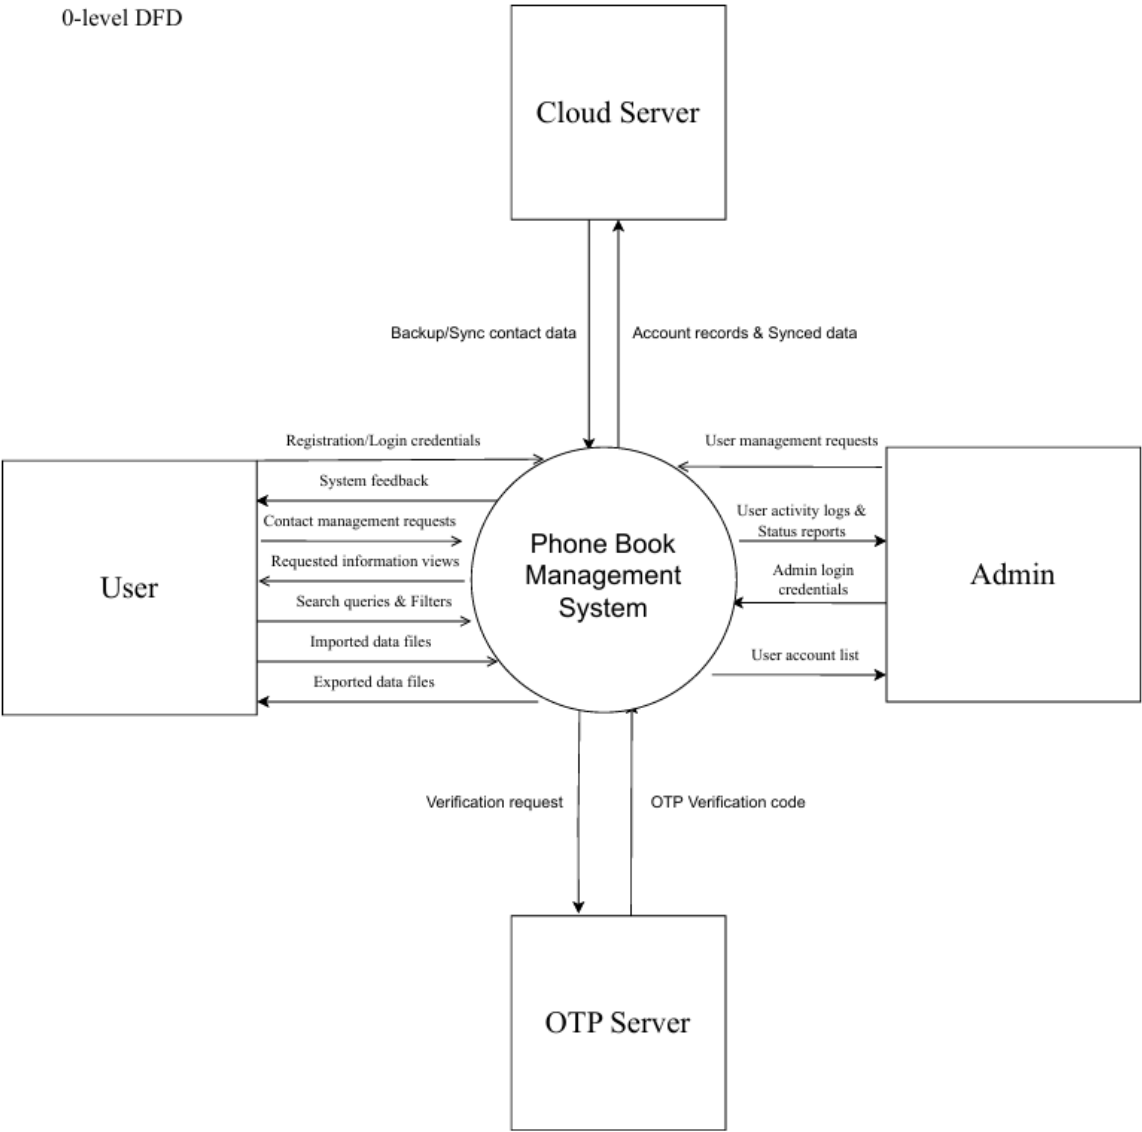 0-level DFD
Cloud Server
Backup/Sync contact data
Account records & Synced data
Registration/Login credentials
System feedback
Contact management requests
Requested information views
Search queries & Filters
Imported data files
Exported data files
User
Phone Book
Management
System
User management requests
User activity logs &
Status reports
Admin login
credentials
User account list
Admin
Verification request
OTP Verification code
OTP Server